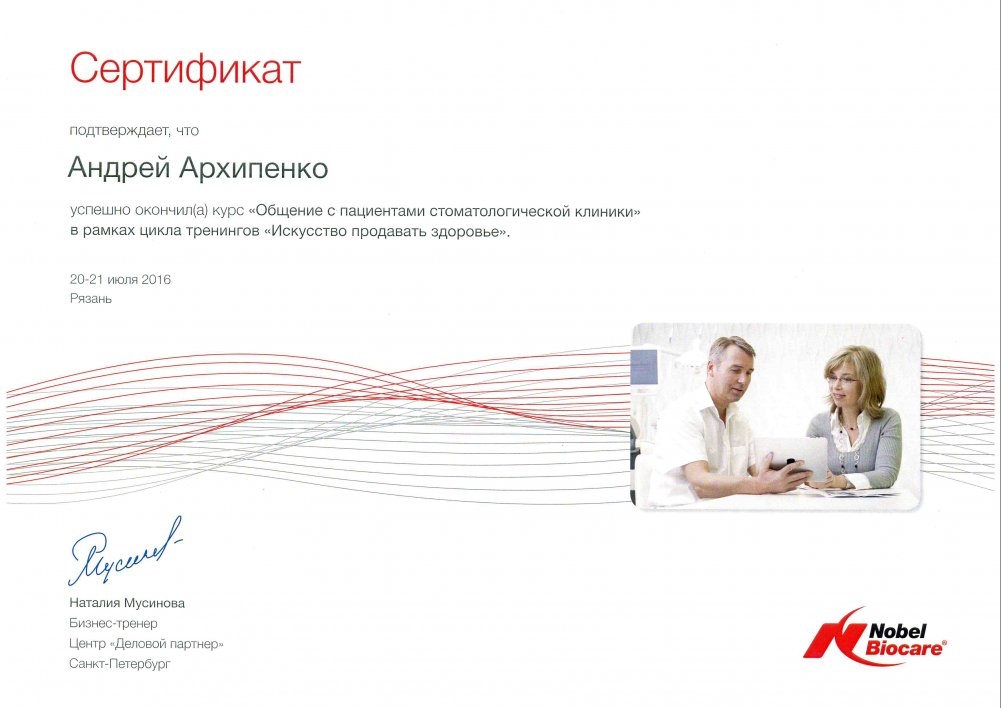 Сертификат
подтверждает, что
Андрей Архипенко
успешно окончил(а) курс «Общение с пациентами стоматологической клиники»
в рамках цикла тренингов «Искусство продавать здоровье».
20-21 июля 2016
Рязань
Мусинова
Наталия Мусинова
Бизнес-тренер
Центр «Деловой партнер»
Санкт-Петербург
Nobel
Biocare®